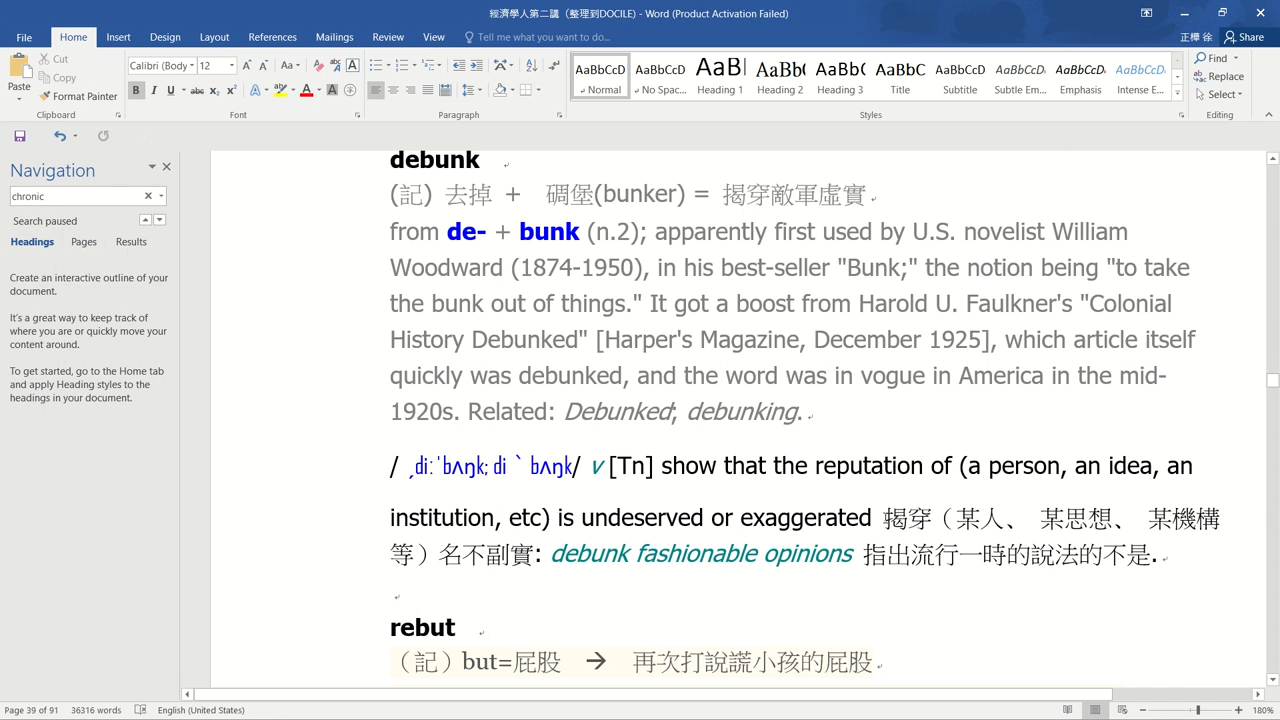 經濟學人第二講（整理到DOCILE) - Word (Product Activation Failed)
File Home Insert Design Layout References Mailings Review View Tell me what you want to do... 正樺 徐 Share
Paste Cut Copy Format Painter
Calibri (Body 12 Aa A
B I U abc X₂ X² A A A
AaBbCcD AaBbCcD AaBl AaBb( AaBbCc AaBbC AaBbCcD AaBbCcD AaBbCcD AaBbCcD
Normal No Spac... Heading 1 Heading 2 Heading 3 Title Subtitle Subtle Em... Emphasis Intense E...
Find Replace Select
Clipboard Font Paragraph Styles Editing
Navigation
chronic
Search paused
Headings Pages Results
Create an interactive outline of your
document.
It's a great way to keep track of
where you are or quickly move your
content around.
To get started, go to the Home tab
and apply Heading styles to the
headings in your document.
debunk
(記) 去掉 + 碉堡(bunker) = 揭穿敵軍虛實
from de- + bunk (n.2); apparently first used by U.S. novelist William
Woodward (1874-1950), in his best-seller "Bunk;" the notion being "to take
the bunk out of things." It got a boost from Harold U. Faulkner's "Colonial
History Debunked" [Harper's Magazine, December 1925], which article itself
quickly was debunked, and the word was in vogue in America in the mid-
1920s. Related: Debunked; debunking.
/ ˌdiːˈbʌŋk; di ˋ bʌŋk/ v [Tn] show that the reputation of (a person, an idea, an
institution, etc) is undeserved or exaggerated 揭穿（某人、 某思想、 某機構
等）名不副實: debunk fashionable opinions 指出流行一時的說法的不是.
rebut
（記）but=屁股 → 再次打說謊小孩的屁股
Page 39 of 91 36316 words English (United States) 180%